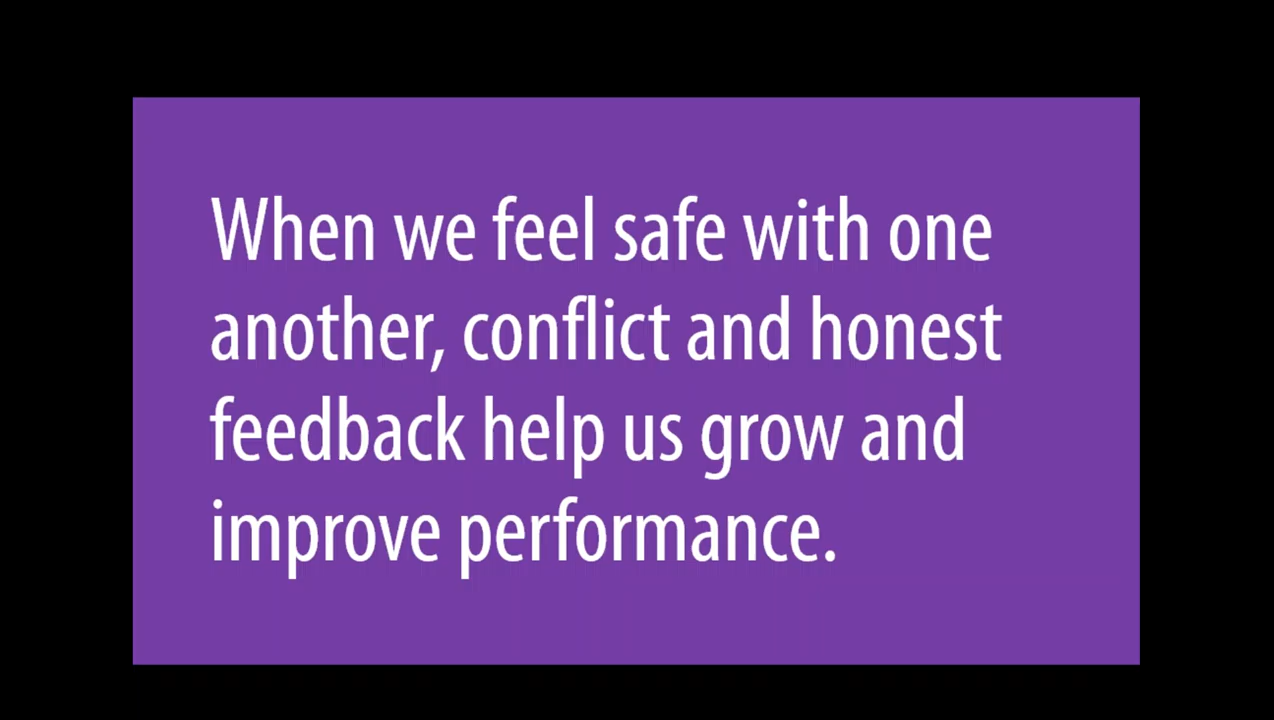 When we feel safe with one
another, conflict and honest
feedback help us grow and
improve performance.